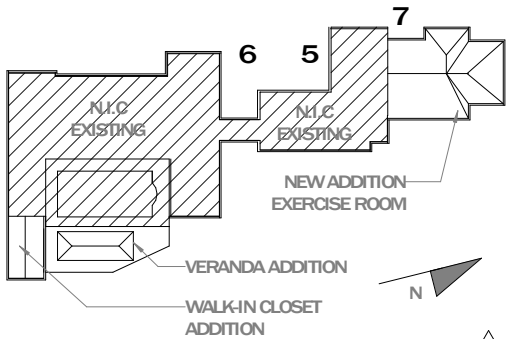 7
6
5
N.I.C
EXISTING
N.I.C
EXISTING
NEW ADDITION
EXERCISE ROOM
VERANDA ADDITION
N
WALK-IN CLOSET
ADDITION